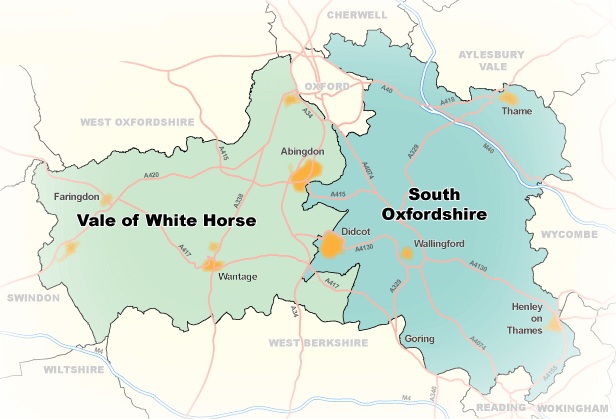 CHERWELL
AYLESBURY
VALE
OXFORD
A40
A418
Thame
WEST OXFORDSHIRE
A34
A415
Abingdon
A4074
A329
M40
A420
Faringdon
A338
A415
South
Oxfordshire
Vale of White Horse
Didcot
A4130
Wallingford
WYCOMBE
A417
Wantage
A4130
SWINDON
A34
A417
A329
Henley
on
Thames
WEST BERKSHIRE
Goring
A4074
M4
WILTSHIRE
M4
A340
A4155
READING
WOKINGHAM